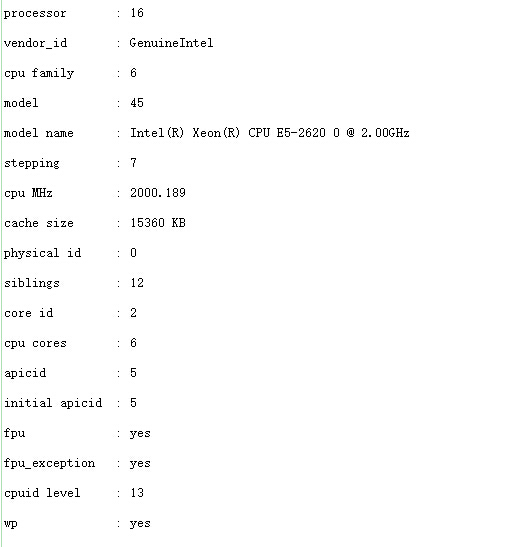 processor : 16
vendor_id : GenuineIntel
cpu family : 6
model : 45
model name : Intel(R) Xeon(R) CPU E5-2620 0 @ 2.00GHz
stepping : 7
cpu MHz : 2000.189
cache size : 15360 KB
physical id : 0
siblings : 12
core id : 2
cpu cores : 6
apicid : 5
initial apicid : 5
fpu : yes
fpu_exception : yes
cpuid level : 13
wp : yes